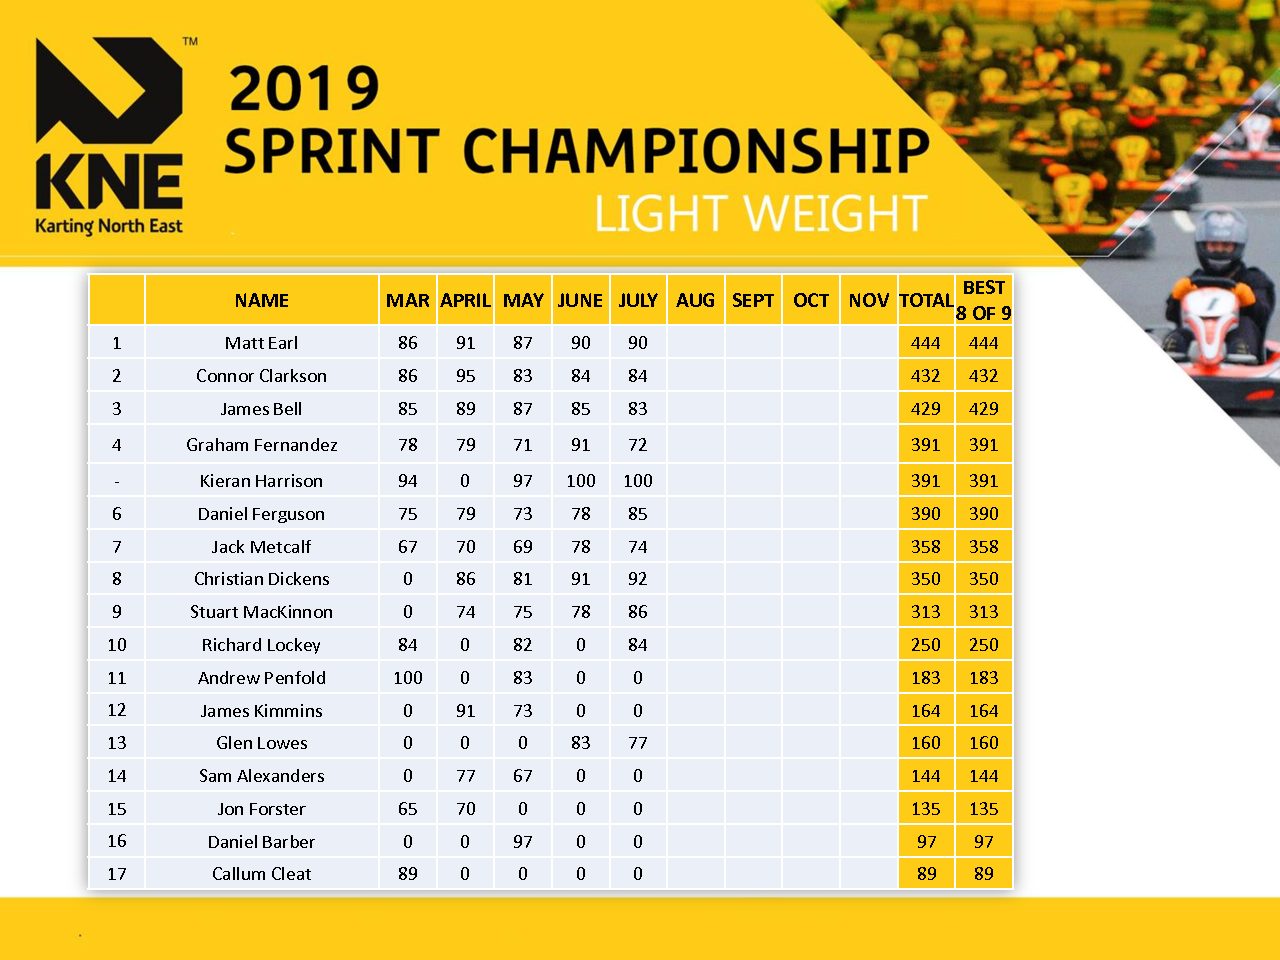 TM
KNE
Karting North East
2019
SPRINT CHAMPIONSHIP
LIGHT WEIGHT
NAME MAR APRIL MAY JUNE JULY AUG SEPT OCT NOV TOTAL BEST 8 OF 9
1 Matt Earl 86 91 87 90 90 444 444
2 Connor Clarkson 86 95 83 84 84 432 432
3 James Bell 85 89 87 85 83 429 429
4 Graham Fernandez 78 79 71 91 72 391 391
- Kieran Harrison 94 0 97 100 100 391 391
6 Daniel Ferguson 75 79 73 78 85 390 390
7 Jack Metcalf 67 70 69 78 74 358 358
8 Christian Dickens 0 86 81 91 92 350 350
9 Stuart MacKinnon 0 74 75 78 86 313 313
10 Richard Lockey 84 0 82 0 84 250 250
11 Andrew Penfold 100 0 83 0 0 183 183
12 James Kimmins 0 91 73 0 0 164 164
13 Glen Lowes 0 0 0 83 77 160 160
14 Sam Alexanders 0 77 67 0 0 144 144
15 Jon Forster 65 70 0 0 0 135 135
16 Daniel Barber 0 0 97 0 0 97 97
17 Callum Cleat 89 0 0 0 0 89 89